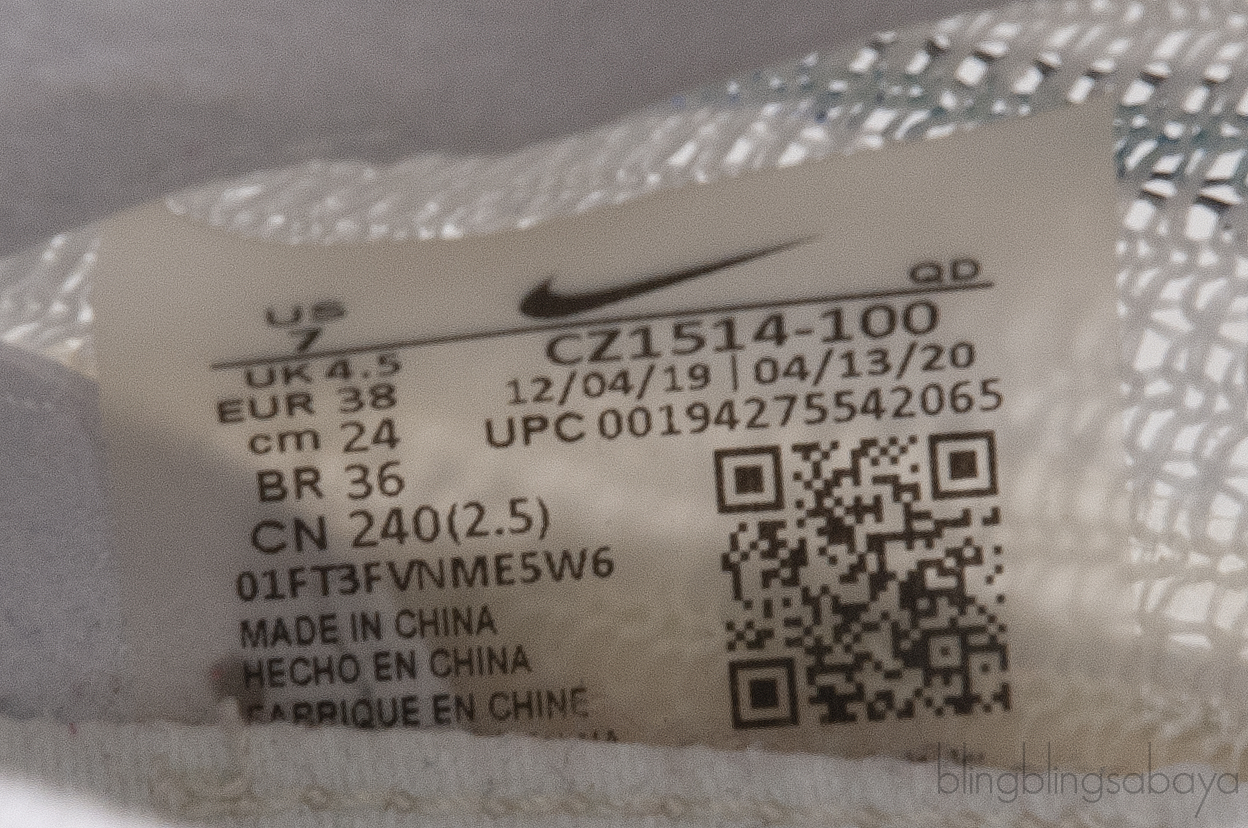 US
7
QD
UK 4.5
EUR 38
cm 24
BR 36
CN 240(2.5)
CZ1514-100
12/04/19 | 04/13/20
UPC 00194275542065
01FT3FVNME5W6
MADE IN CHINA
HECHO EN CHINA
FABRIQUE EN CHINE
blingblingsabaya